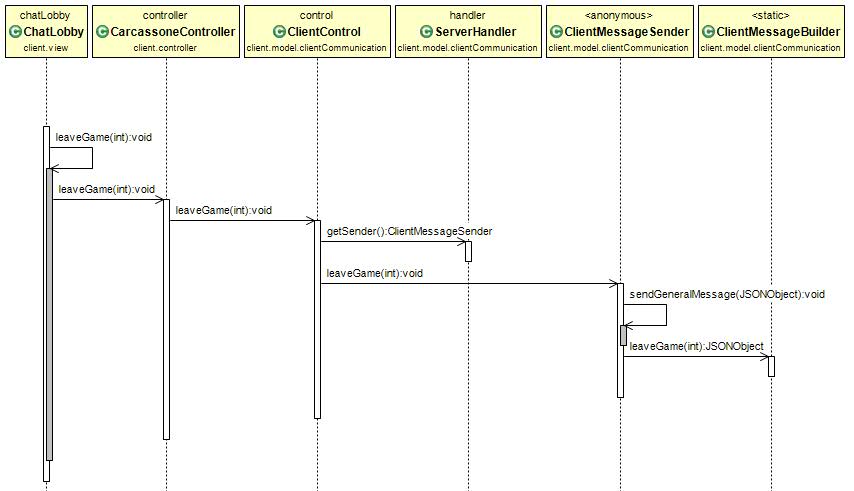 chatLobby
ChatLobby
client.view
controller
CarcassoneController
client.controller
control
ClientControl
client.model.clientCommunication
handler
ServerHandler
client.model.clientCommunication
<anonymous>
ClientMessageSender
client.model.clientCommunication
<static>
ClientMessageBuilder
client.model.clientCommunication
leaveGame(int):void
leaveGame(int):void
leaveGame(int):void
getSender():ClientMessageSender
leaveGame(int):void
sendGeneralMessage(JSONObject):void
leaveGame(int):JSONObject